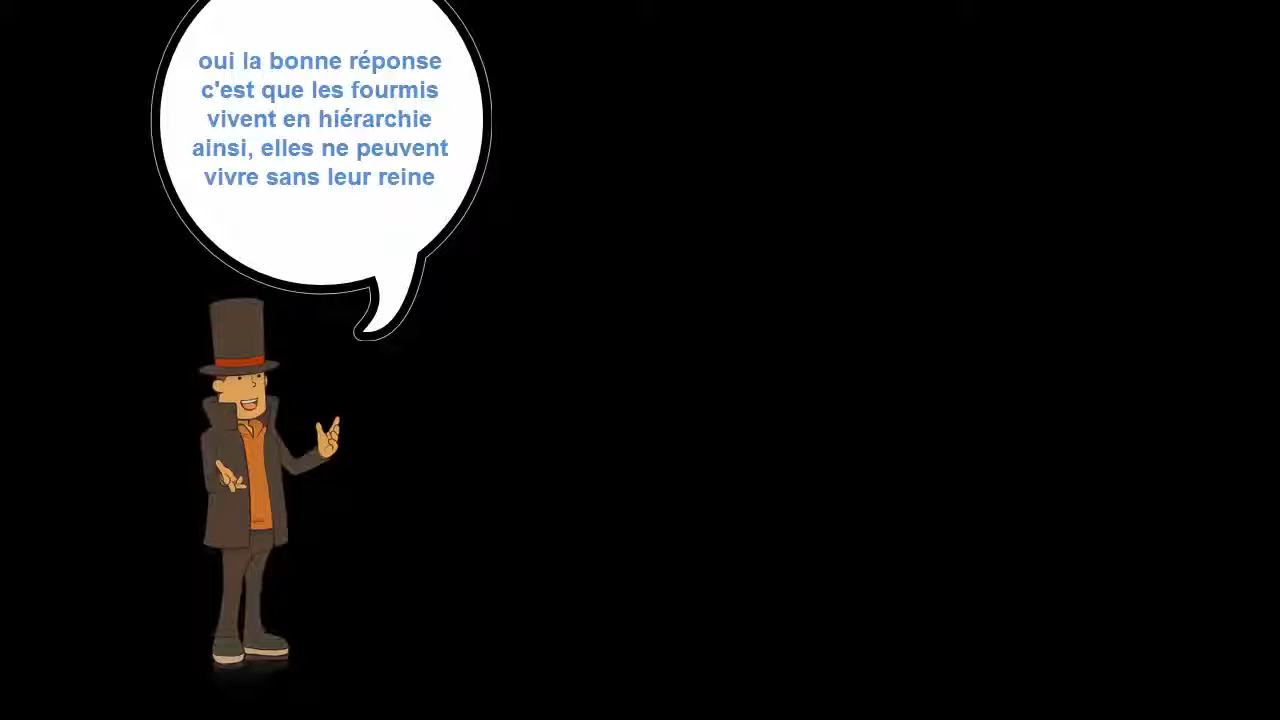 oui la bonne réponse
c'est que les fourmis
vivent en hiérarchie
ainsi, elles ne peuvent
vivre sans leur reine